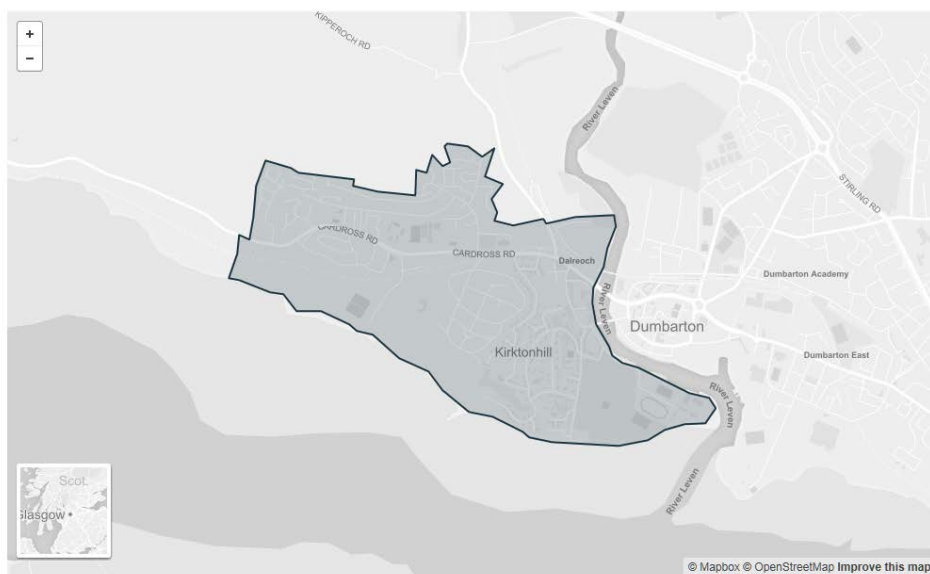 +
−
KIPPEROCH RD
River Leven
STIRLING RD
CARDROSS RD
CARDROSS RD
Dalreoch
Dumbarton Academy
River Leven
Dumbarton
Kirktonhill
Dumbarton East
River Leven
River Leven
Scot.
Glasgow
© Mapbox © OpenStreetMap Improve this map